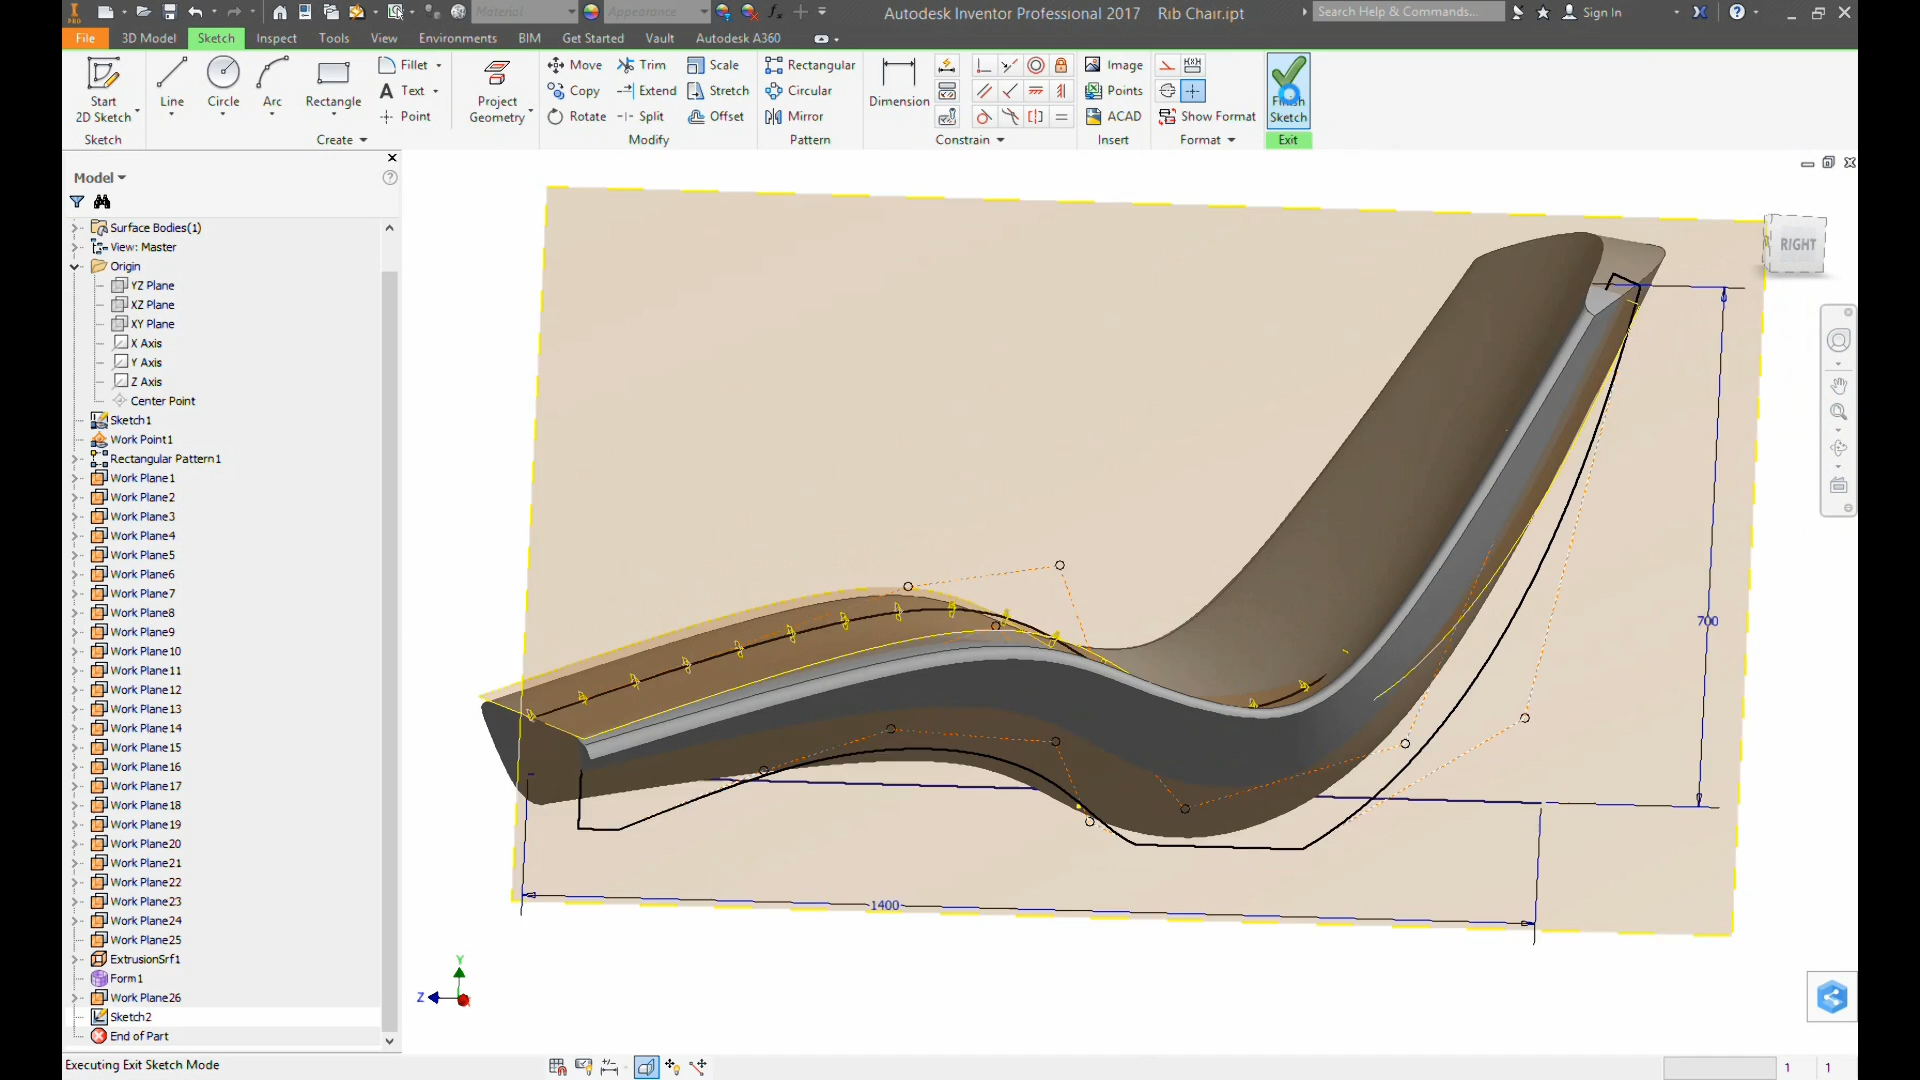 Material
Appearance
Autodesk Inventor Professional 2017 Rib Chair.ipt
Search Help & Commands...
Sign In
PRO
File
3D Model
Sketch
Inspect
Tools
View
Environments
BIM
Get Started
Vault
Autodesk A360
Start
2D Sketch
Line
Circle
Arc
Rectangle
Fillet
Text
Point
Project
Geometry
Move
Copy
Rotate
Trim
Extend
Split
Scale
Stretch
Offset
Rectangular
Circular
Mirror
Dimension
Image
Points
ACAD
Show Format
Finish
Sketch
Sketch
Create
Modify
Pattern
Constrain
Insert
Format
Exit
Model
Surface Bodies(1)
View: Master
Origin
YZ Plane
XZ Plane
XY Plane
X Axis
Y Axis
Z Axis
Center Point
Sketch1
Work Point1
Rectangular Pattern1
Work Plane1
Work Plane2
Work Plane3
Work Plane4
Work Plane5
Work Plane6
Work Plane7
Work Plane8
Work Plane9
Work Plane10
Work Plane11
Work Plane12
Work Plane13
Work Plane14
Work Plane15
Work Plane16
Work Plane17
Work Plane18
Work Plane19
Work Plane20
Work Plane21
Work Plane22
Work Plane23
Work Plane24
Work Plane25
ExtrusionSrf1
Form1
Work Plane26
Sketch2
End of Part
RIGHT
700
1400
Y
Z
Executing Exit Sketch Mode
1 1